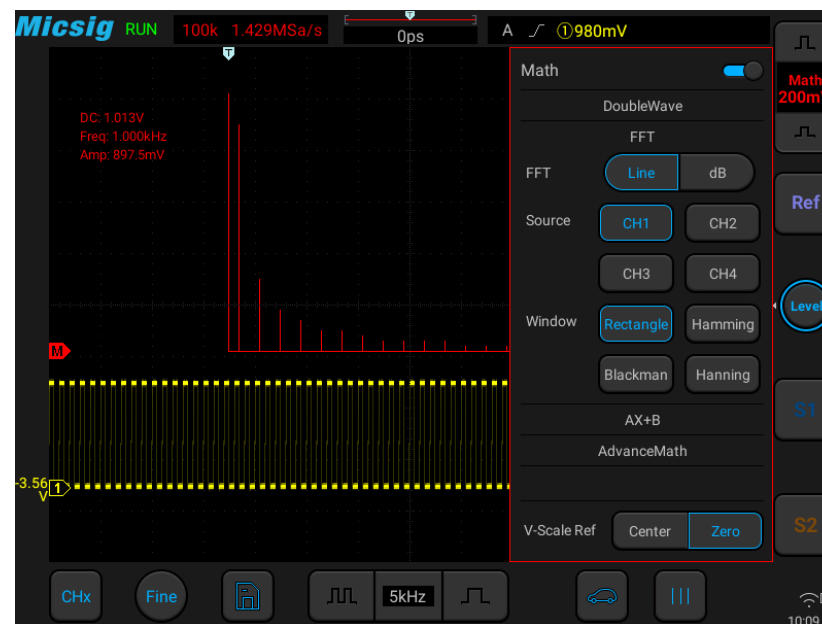 Micsig RUN 100k 1.429MSa/s 0ps A ①980mV
T
Math
DC: 1.013V
Freq: 1.000kHz
Amp: 897.5mV
DoubleWave
FFT
FFT Line dB
Source CH1 CH2
CH3 CH4
Window Rectangle Hamming
Blackman Hanning
AX+B
AdvanceMath
V-Scale Ref Center Zero
M
-3.56
V
1
Math
200m
Ref
Level
S1
S2
CHx Fine 5kHz
10:09